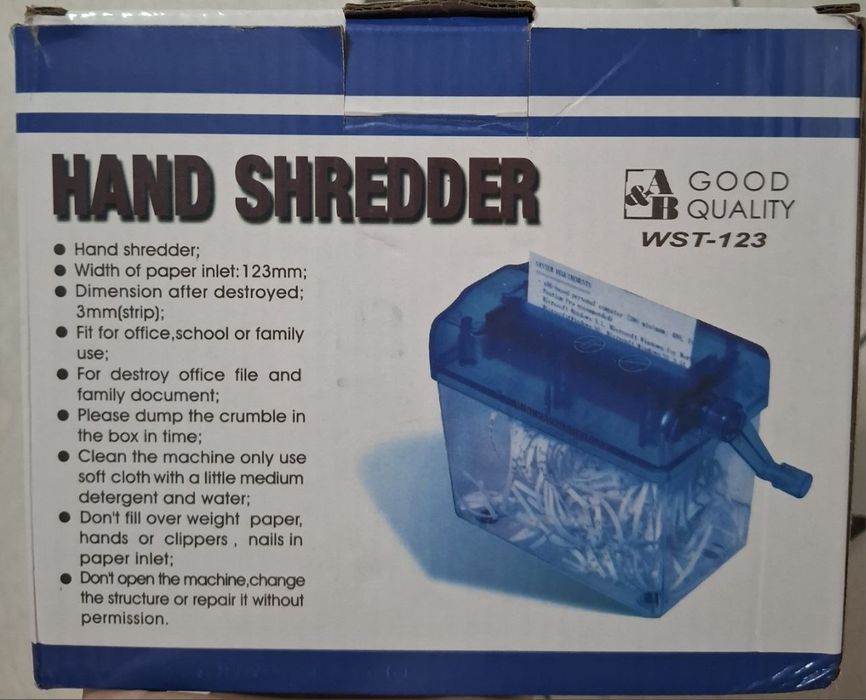 HAND SHREDDER
A&B GOOD QUALITY
WST-123
● Hand shredder;
● Width of paper inlet:123mm;
● Dimension after destroyed;
3mm(strip);
● Fit for office,school or family
use;
● For destroy office file and
family document;
● Please dump the crumble in
the box in time;
● Clean the machine only use
soft cloth with a little medium
detergent and water;
● Don't fill over weight paper,
hands or clippers , nails in
paper inlet;
● Don't open the machine,change
the structure or repair it without
permission.
SYSTEM REQUIREMENTS